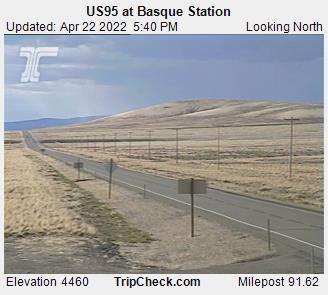 US95 at Basque Station
Updated: Apr 22 2022 5:40 PM Looking North
Elevation 4460 TripCheck.com Milepost 91.62